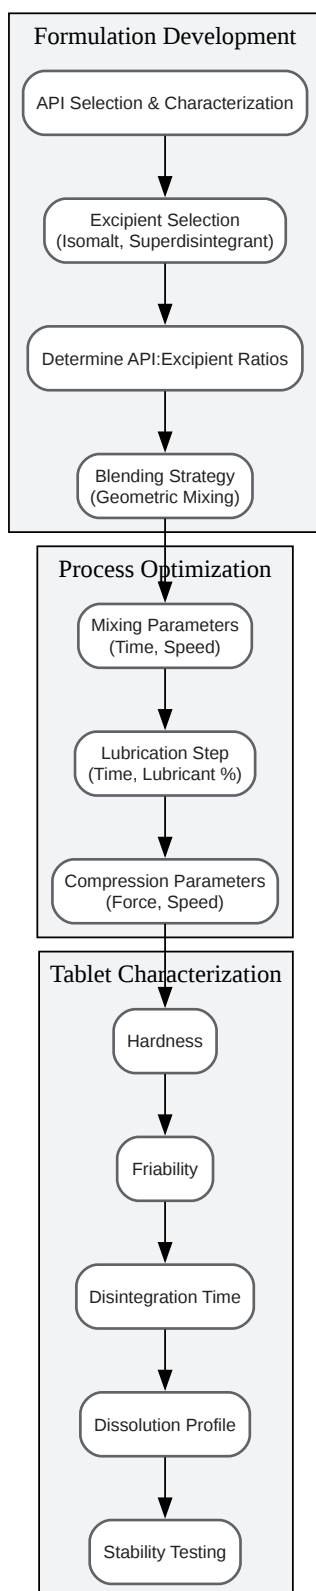 Formulation Development
API Selection & Characterization
Excipient Selection
(Isomalt, Superdisintegrant)
Determine API:Excipient Ratios
Blending Strategy
(Geometric Mixing)
Process Optimization
Mixing Parameters
(Time, Speed)
Lubrication Step
(Time, Lubricant %)
Compression Parameters
(Force, Speed)
Tablet Characterization
Hardness
Friability
Disintegration Time
Dissolution Profile
Stability Testing